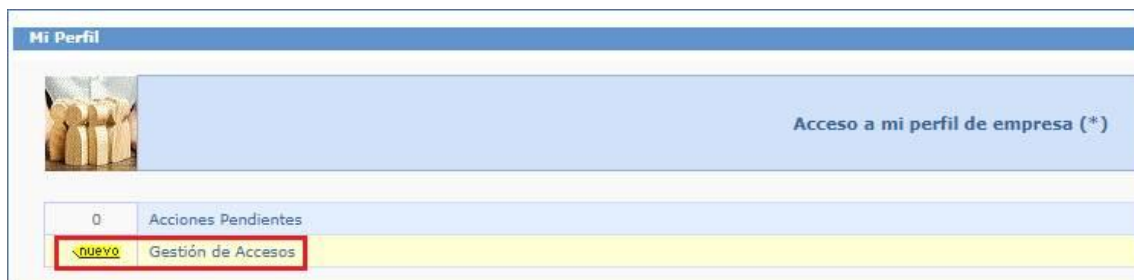 Mi Perfil
Acceso a mi perfil de empresa (*)
0 Acciones Pendientes
nuevo Gestión de Accesos